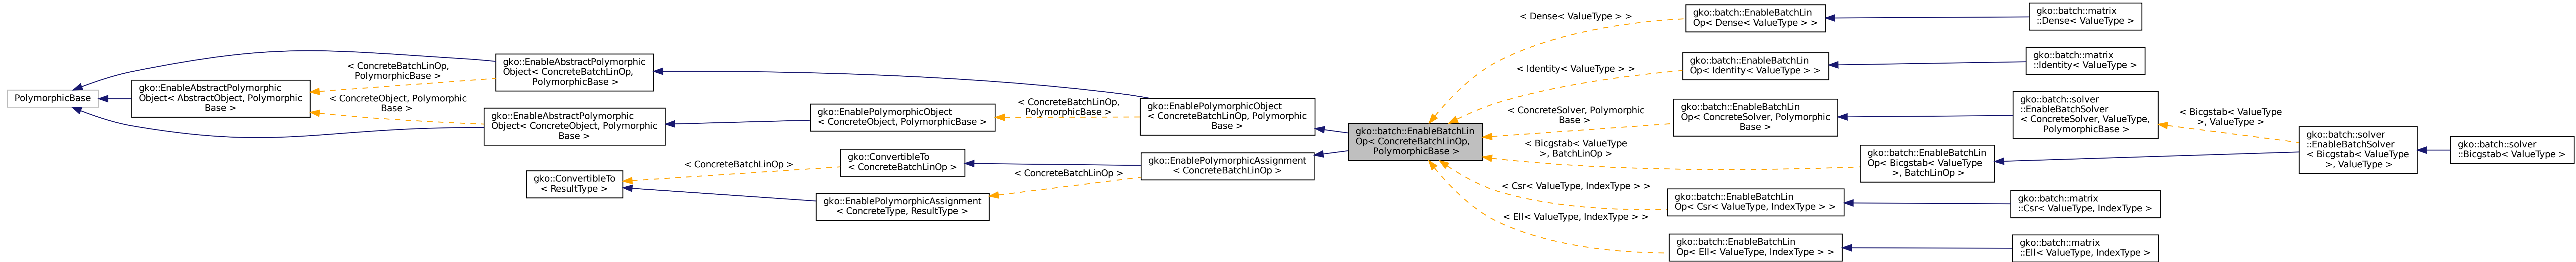 PolymorphicBase
gko::EnableAbstractPolymorphic
Object< AbstractObject, Polymorphic
Base >
< ConcreteBatchLinOp,
PolymorphicBase >
< ConcreteObject, Polymorphic
Base >
gko::EnableAbstractPolymorphic
Object< ConcreteBatchLinOp,
PolymorphicBase >
gko::EnableAbstractPolymorphic
Object< ConcreteObject, Polymorphic
Base >
gko::ConvertibleTo
< ResultType >
< ConcreteBatchLinOp >
gko::EnablePolymorphicObject
< ConcreteObject, PolymorphicBase >
gko::ConvertibleTo
< ConcreteBatchLinOp >
gko::EnablePolymorphicAssignment
< ConcreteType, ResultType >
< ConcreteBatchLinOp,
PolymorphicBase >
< ConcreteBatchLinOp >
gko::EnablePolymorphicObject
< ConcreteBatchLinOp, Polymorphic
Base >
gko::EnablePolymorphicAssignment
< ConcreteBatchLinOp >
gko::batch::EnableBatchLin
Op< ConcreteBatchLinOp,
PolymorphicBase >
< Dense< ValueType > >
< Identity< ValueType > >
< ConcreteSolver, Polymorphic
Base >
< Bicgstab< ValueType
>, BatchLinOp >
< Csr< ValueType, IndexType > >
< Ell< ValueType, IndexType > >
gko::batch::EnableBatchLin
Op< Dense< ValueType > >
gko::batch::EnableBatchLin
Op< Identity< ValueType > >
gko::batch::EnableBatchLin
Op< ConcreteSolver, Polymorphic
Base >
gko::batch::EnableBatchLin
Op< Bicgstab< ValueType
>, BatchLinOp >
gko::batch::EnableBatchLin
Op< Csr< ValueType, IndexType > >
gko::batch::EnableBatchLin
Op< Ell< ValueType, IndexType > >
gko::batch::matrix
::Dense< ValueType >
gko::batch::matrix
::Identity< ValueType >
gko::batch::solver
::EnableBatchSolver
< ConcreteSolver, ValueType,
PolymorphicBase >
gko::batch::matrix
::Csr< ValueType, IndexType >
gko::batch::matrix
::Ell< ValueType, IndexType >
< Bicgstab< ValueType
>, ValueType >
gko::batch::solver
::EnableBatchSolver
< Bicgstab< ValueType
>, ValueType >
gko::batch::solver
::Bicgstab< ValueType >